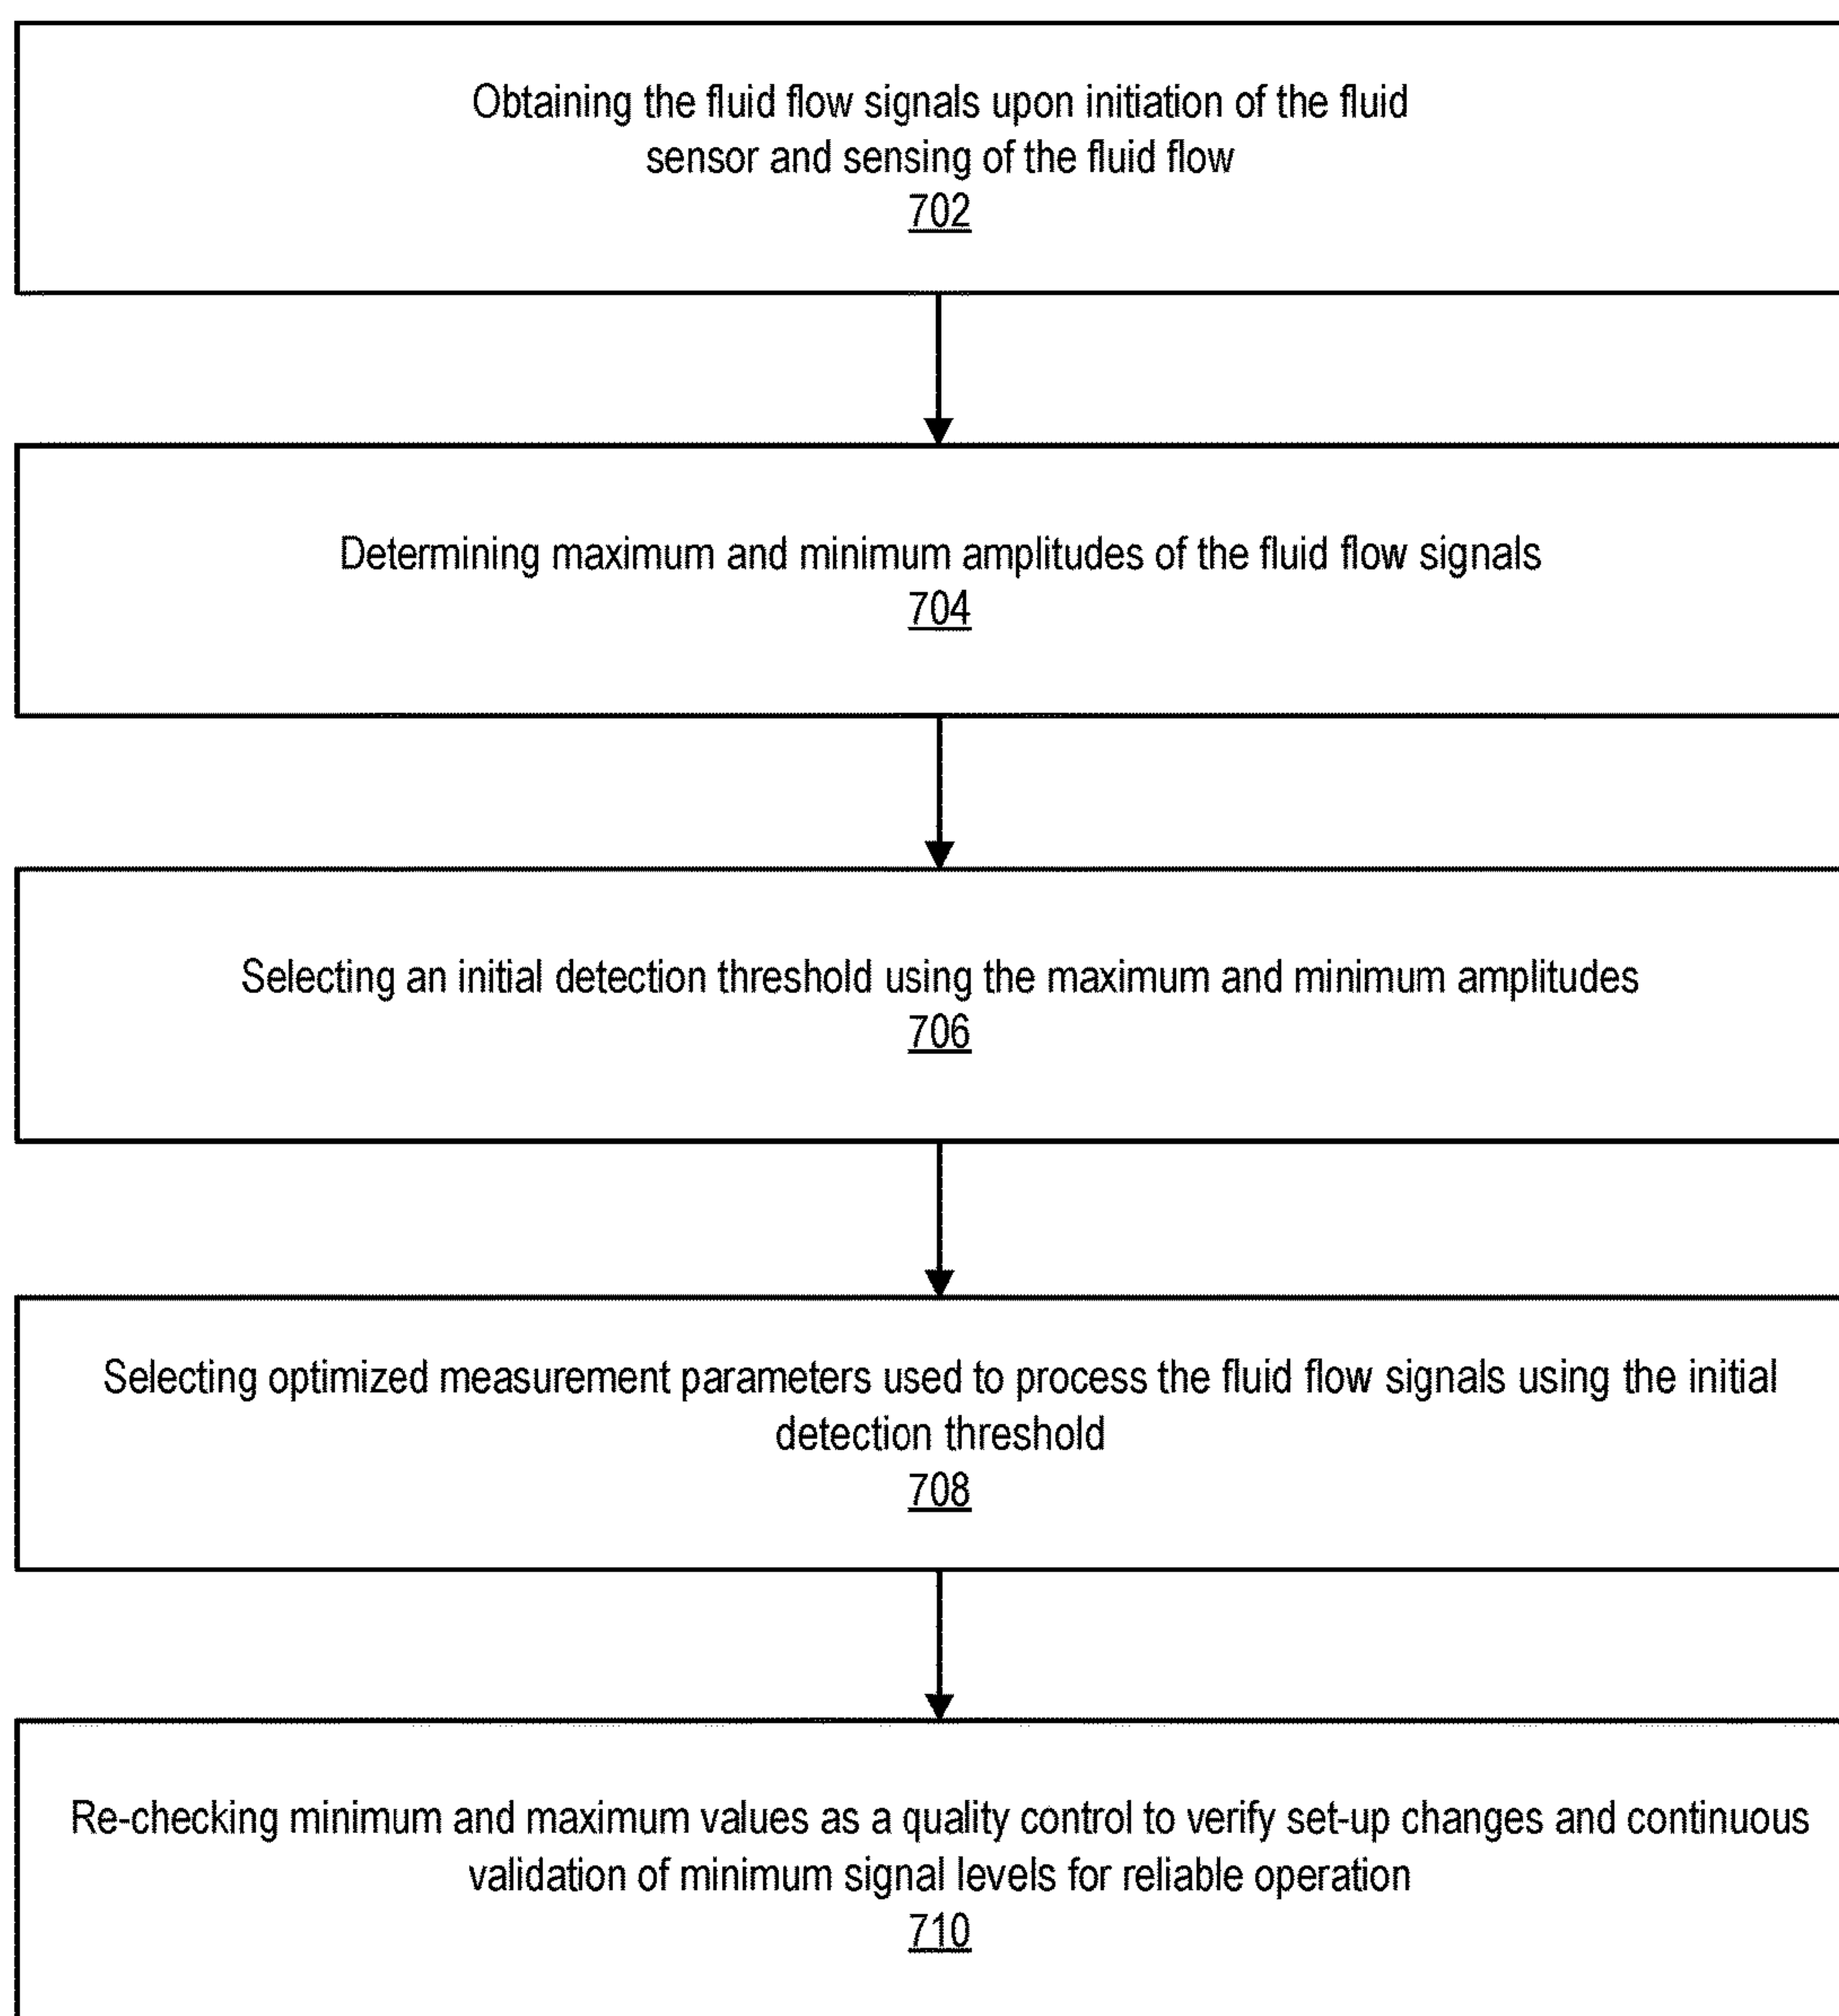 Obtaining the fluid flow signals upon initiation of the fluid
sensor and sensing of the fluid flow
702
Determining maximum and minimum amplitudes of the fluid flow signals
704
Selecting an initial detection threshold using the maximum and minimum amplitudes
706
Selecting optimized measurement parameters used to process the fluid flow signals using the initial
detection threshold
708
Re-checking minimum and maximum values as a quality control to verify set-up changes and continuous
validation of minimum signal levels for reliable operation
710